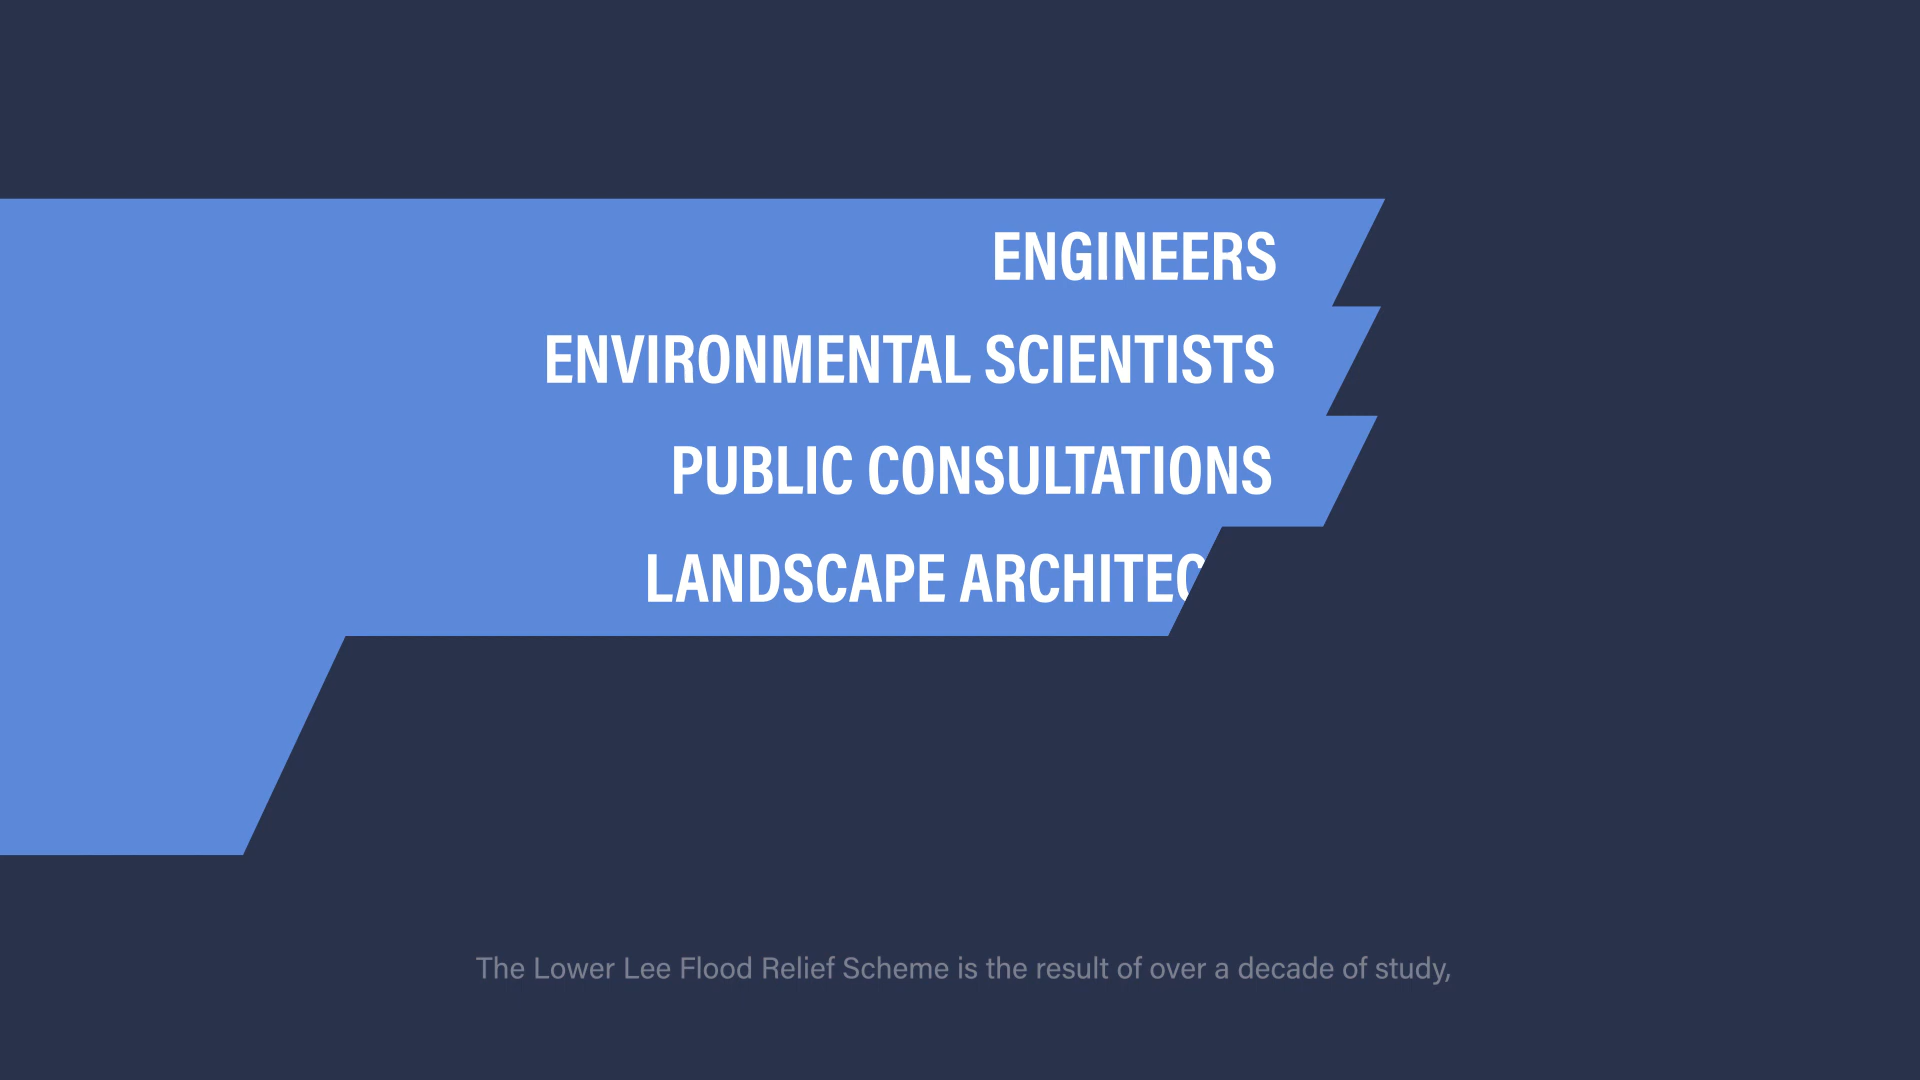 ENGINEERS
ENVIRONMENTAL SCIENTISTS
PUBLIC CONSULTATIONS
LANDSCAPE ARCHITEC
The Lower Lee Flood Relief Scheme is the result of over a decade of study,